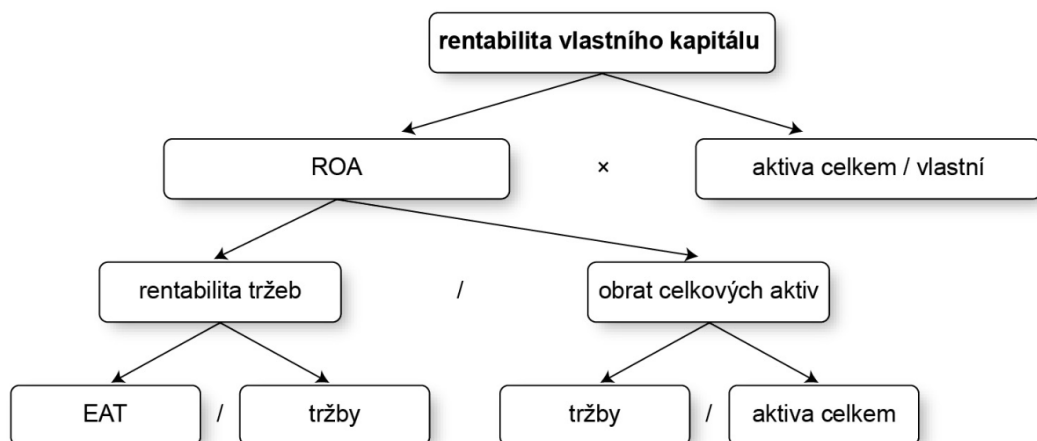 rentabilita vlastního kapitálu
ROA × aktiva celkem / vlastní
rentabilita tržeb / obrat celkových aktiv
EAT / tržby tržby / aktiva celkem